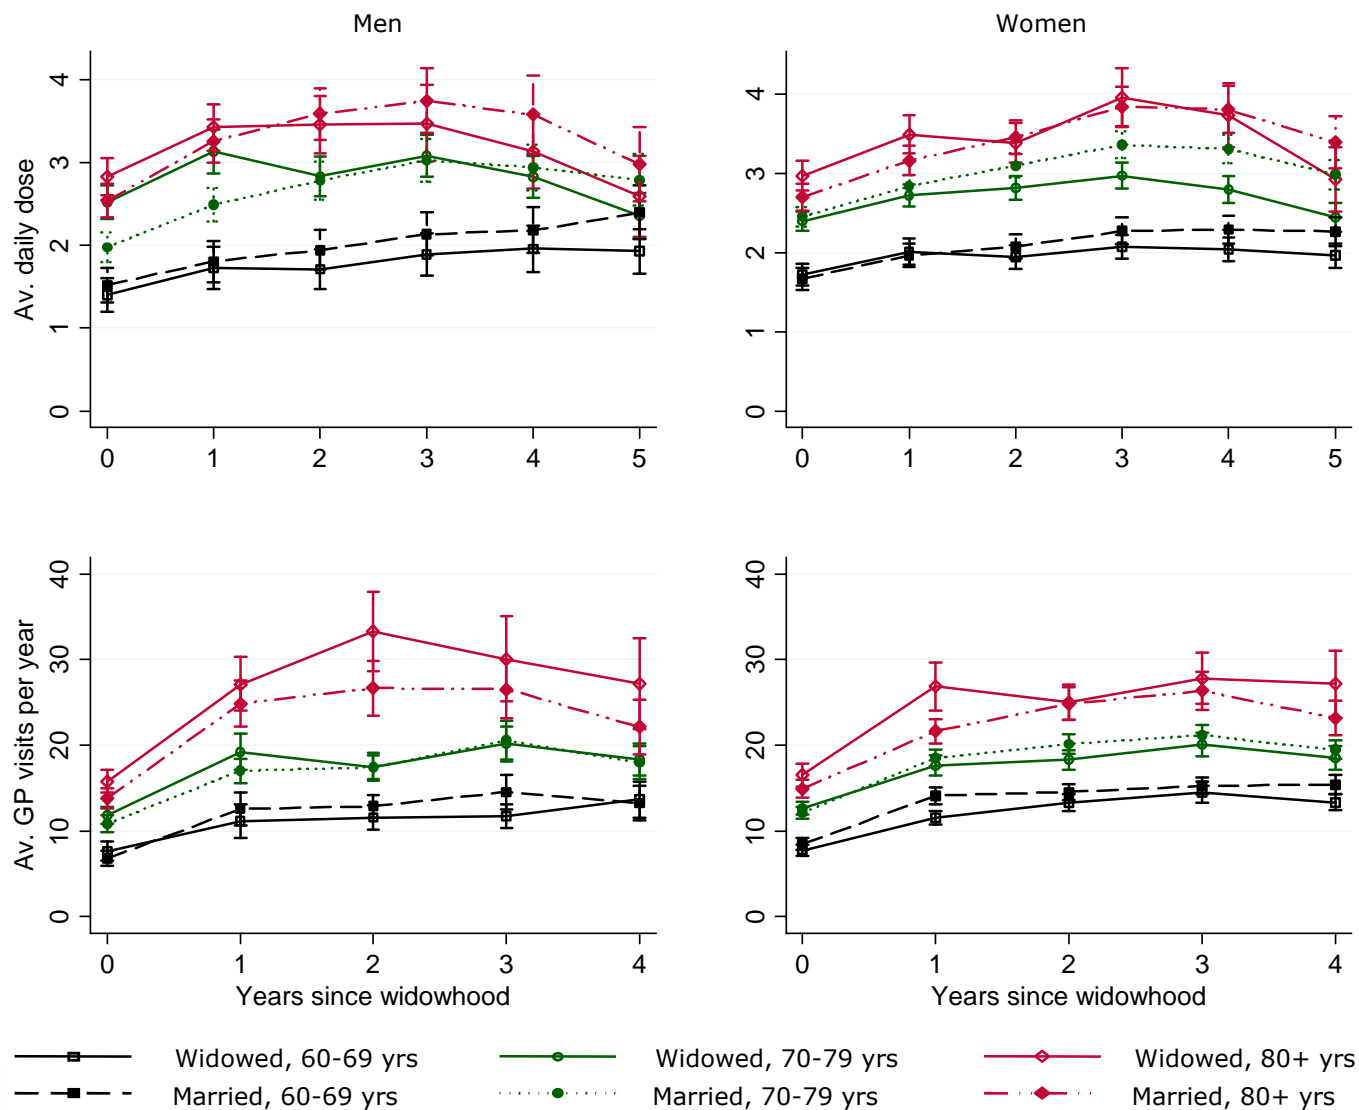 Men
Women
Av. daily dose
4
3
2
1
0
0 1 2 3 4 5
4
3
2
1
0
0 1 2 3 4 5
Av. GP visits per year
40
30
20
10
0
0 1 2 3 4
Years since widowhood
40
30
20
10
0
0 1 2 3 4
Years since widowhood
Widowed, 60-69 yrs
Widowed, 70-79 yrs
Widowed, 80+ yrs
Married, 60-69 yrs
Married, 70-79 yrs
Married, 80+ yrs